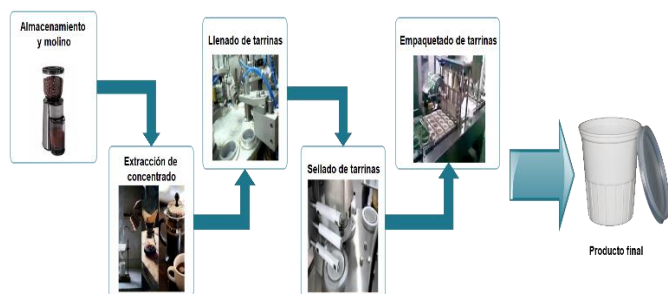 Almacenamiento
y molino
Extracción de
concentrado
Llenado de tarrinas
Sellado de tarrinas
Empaquetado de tarrinas
Producto final